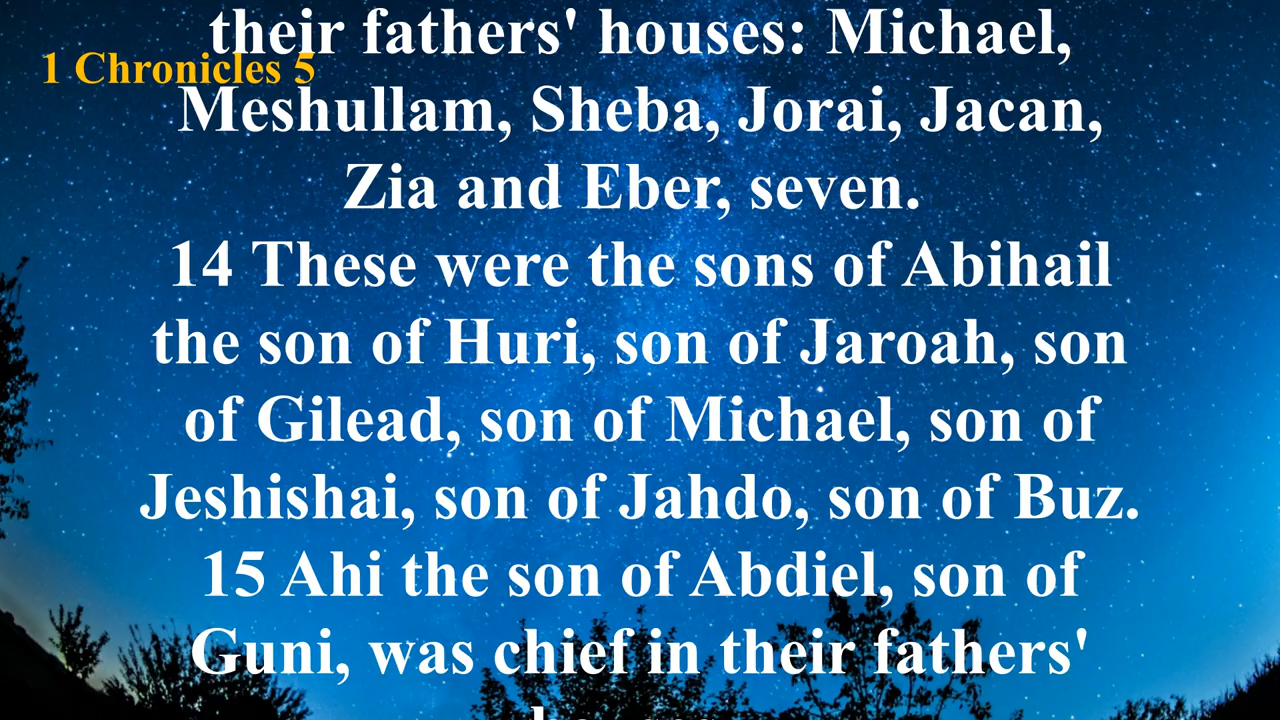 their fathers' houses: Michael,
1 Chronicles 5
Meshullam, Sheba, Jorai, Jacan,
Zia and Eber, seven.
14 These were the sons of Abihail
the son of Huri, son of Jaroah, son
of Gilead, son of Michael, son of
Jeshishai, son of Jahdo, son of Buz.
15 Ahi the son of Abdiel, son of
Guni, was chief in their fathers'